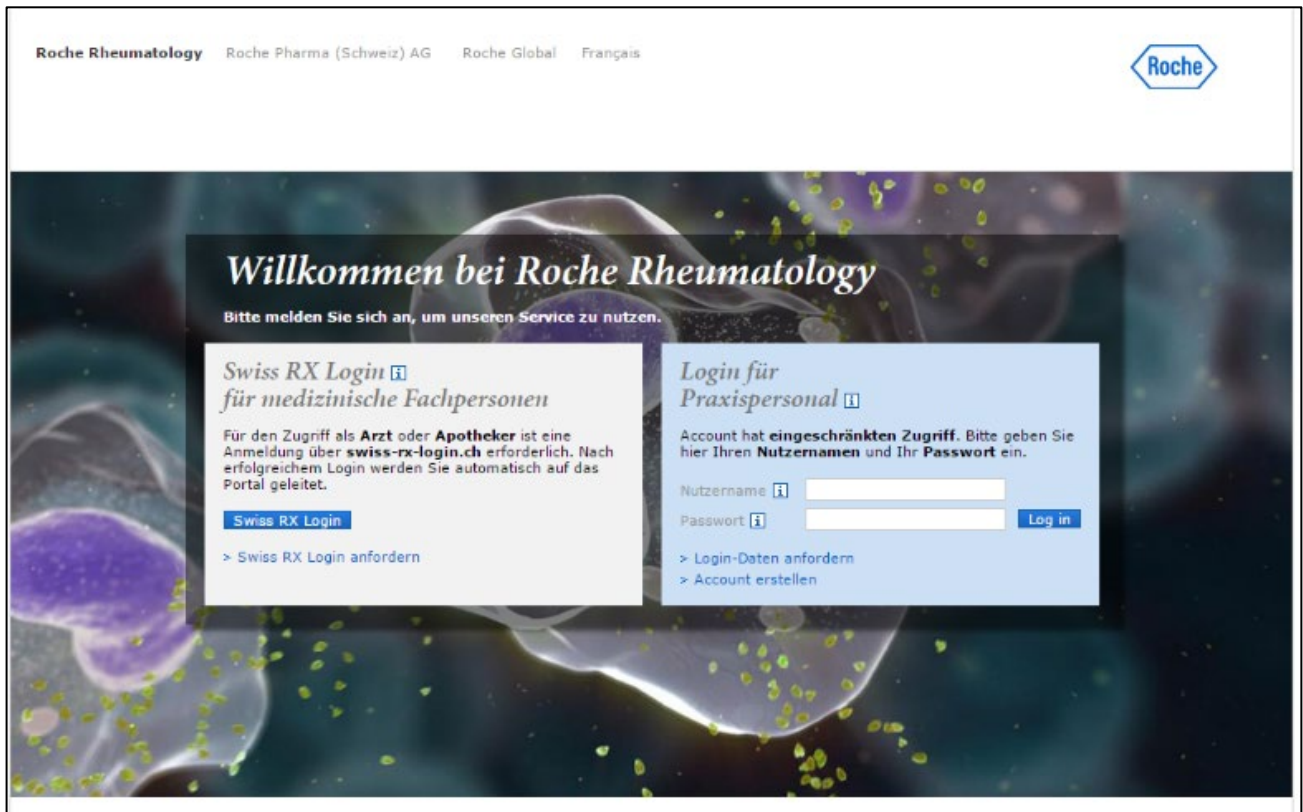 Roche Rheumatology Roche Pharma (Schweiz) AG Roche Global Français
Roche
Willkommen bei Roche Rheumatology
Bitte melden Sie sich an, um unseren Service zu nutzen.
Swiss RX Login i
für medizinische Fachpersonen
Für den Zugriff als Arzt oder Apotheker ist eine
Anmeldung über swiss-rx-login.ch erforderlich. Nach
erfolgreichem Login werden Sie automatisch auf das
Portal geleitet.
Swiss RX Login
> Swiss RX Login anfordern
Login für
Praxispersonal i
Account hat eingeschränkten Zugriff. Bitte geben Sie
hier Ihren Nutzernamen und Ihr Passwort ein.
Nutzername i
Passwort i Log in
> Login-Daten anfordern
> Account erstellen